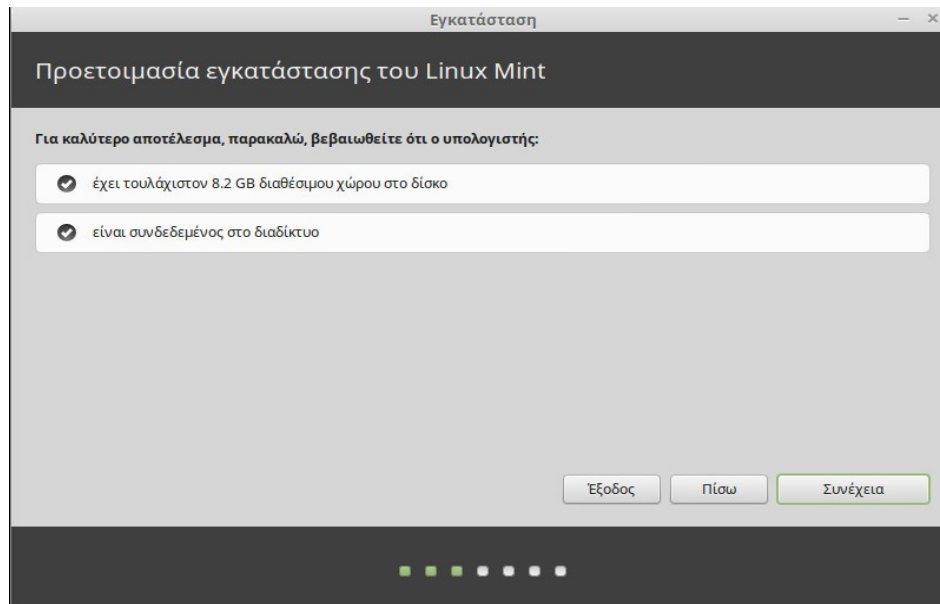 Εγκατάσταση
Προετοιμασία εγκατάστασης του Linux Mint
Για καλύτερο αποτέλεσμα, παρακαλώ, βεβαιωθείτε ότι ο υπολογιστής:
έχει τουλάχιστον 8.2 GB διαθέσιμου χώρου στο δίσκο
είναι συνδεδεμένος στο διαδίκτυο
Έξοδος Πίσω Συνέχεια